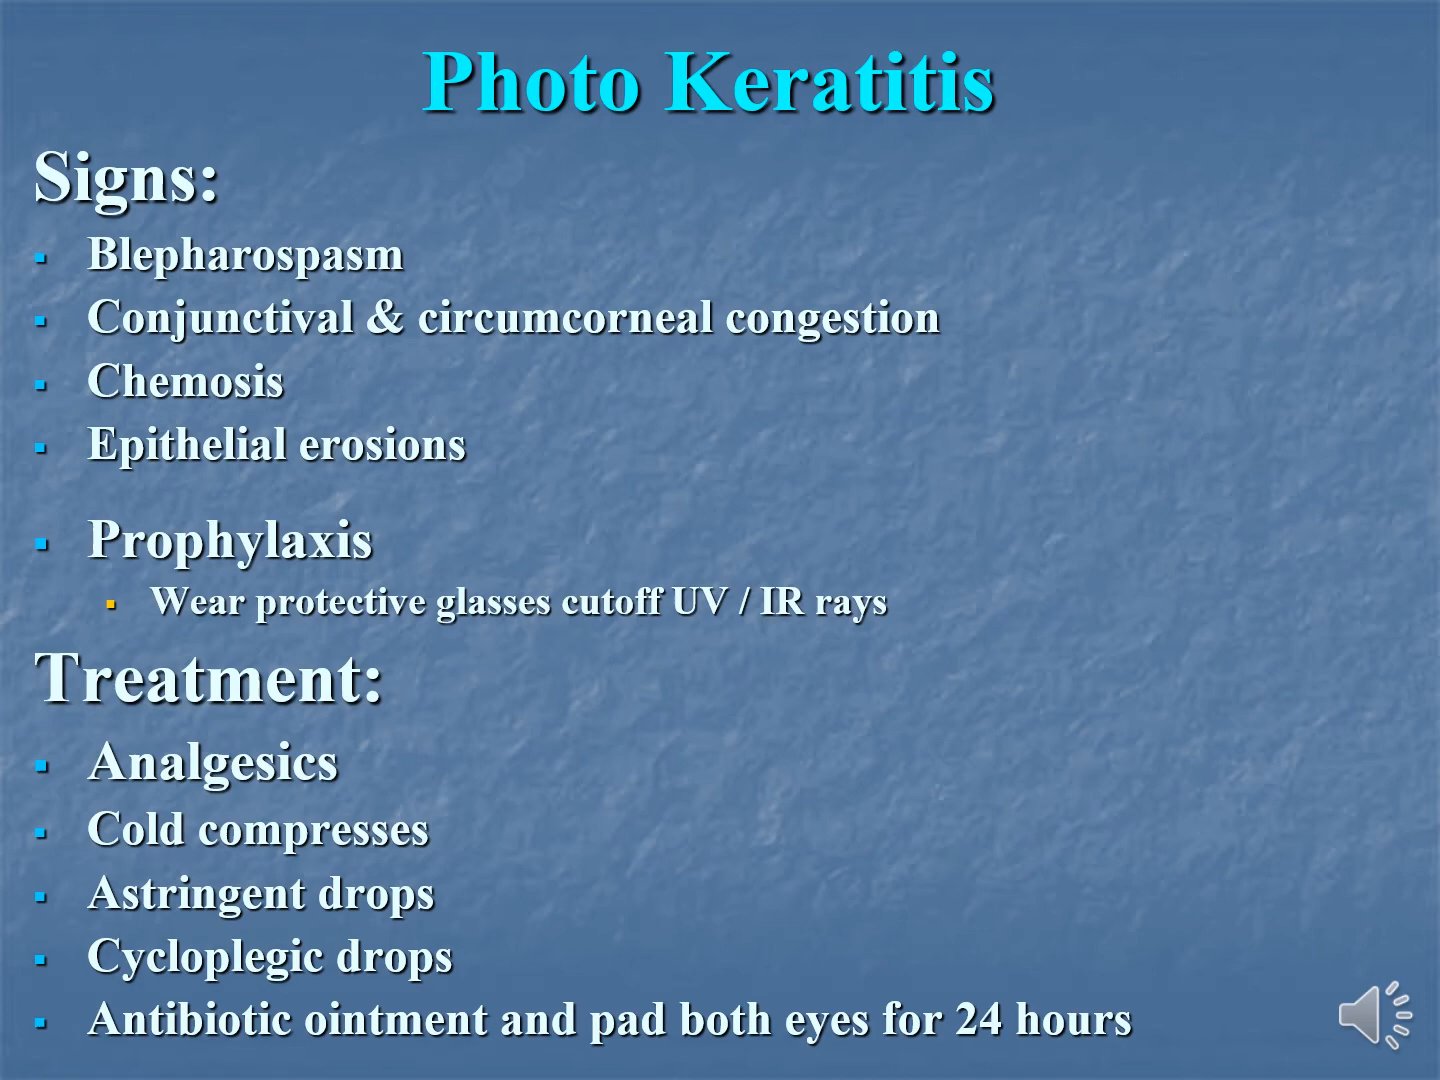 Photo Keratitis
Signs:
Blepharospasm
Conjunctival & circumcorneal congestion
Chemosis
Epithelial erosions
Prophylaxis
Wear protective glasses cutoff UV / IR rays
Treatment:
Analgesics
Cold compresses
Astringent drops
Cycloplegic drops
Antibiotic ointment and pad both eyes for 24 hours